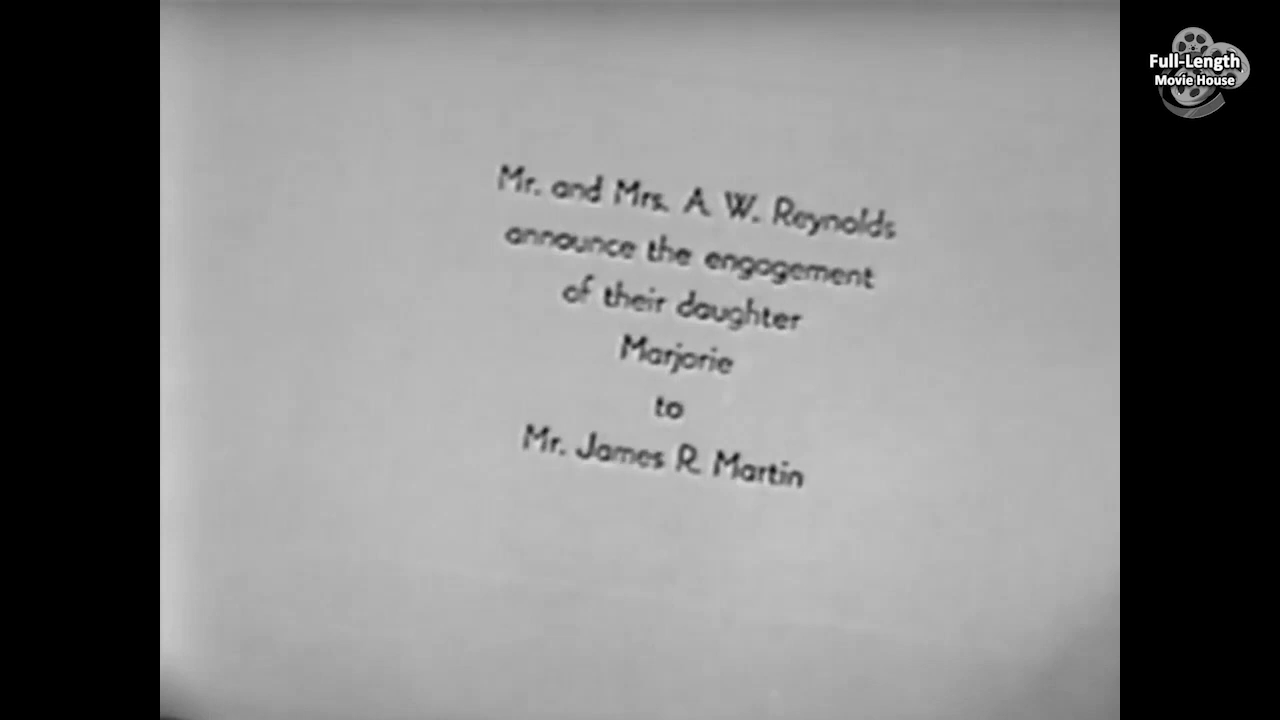 Full-Length
Movie House
Mr. and Mrs. A. W. Reynolds
announce the engagement
of their daughter
Marjorie
to
Mr. James R. Martin